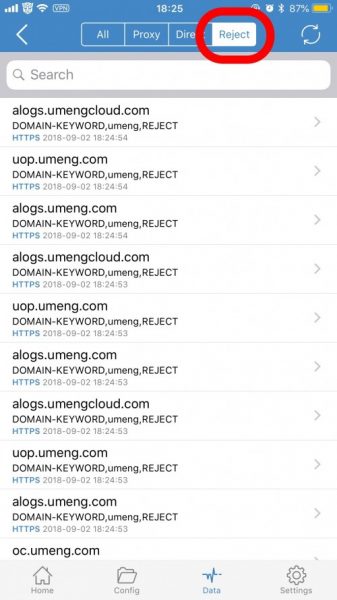 VPN 18:25 87%
All Proxy Direct Reject
Search
alogs.umengcloud.com
DOMAIN-KEYWORD,umeng,REJECT
HTTPS 2018-09-02 18:24:54
uop.umeng.com
DOMAIN-KEYWORD,umeng,REJECT
HTTPS 2018-09-02 18:24:54
alogs.umeng.com
DOMAIN-KEYWORD,umeng,REJECT
HTTPS 2018-09-02 18:24:54
alogs.umengcloud.com
DOMAIN-KEYWORD,umeng,REJECT
HTTPS 2018-09-02 18:24:53
uop.umeng.com
DOMAIN-KEYWORD,umeng,REJECT
HTTPS 2018-09-02 18:24:53
alogs.umeng.com
DOMAIN-KEYWORD,umeng,REJECT
HTTPS 2018-09-02 18:24:53
alogs.umengcloud.com
DOMAIN-KEYWORD,umeng,REJECT
HTTPS 2018-09-02 18:24:53
uop.umeng.com
DOMAIN-KEYWORD,umeng,REJECT
HTTPS 2018-09-02 18:24:53
alogs.umeng.com
DOMAIN-KEYWORD,umeng,REJECT
HTTPS 2018-09-02 18:24:53
oc.umeng.com
Home Config Data Settings